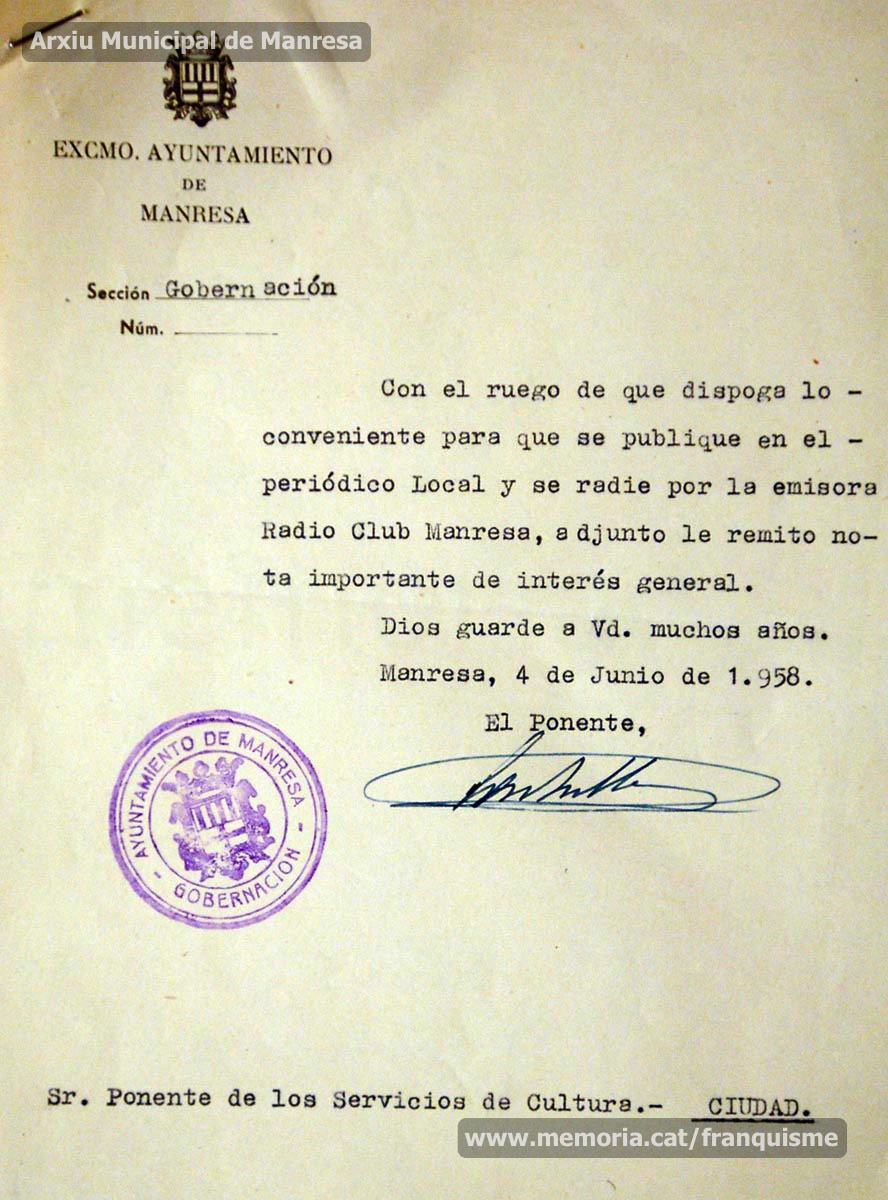 Arxiu Municipal de Manresa
EXCMO. AYUNTAMIENTO
DE
MANRESA
Sección Gobernación
Núm.
Con el ruego de que dispoga lo -
conveniente para que se publique en el -
periódico Local y se radie por la emisora
Radio Club Manresa, adjunto le remito no-
ta importante de interés general.
Dios guarde a Vd. muchos años.
Manresa, 4 de Junio de 1.958.
El Ponente,
AYUNTAMIENTO DE MANRESA
- GOBERNACION -
Sr. Ponente de los Servicios de Cultura.- CIUDAD.
www.memoria.cat/franquisme